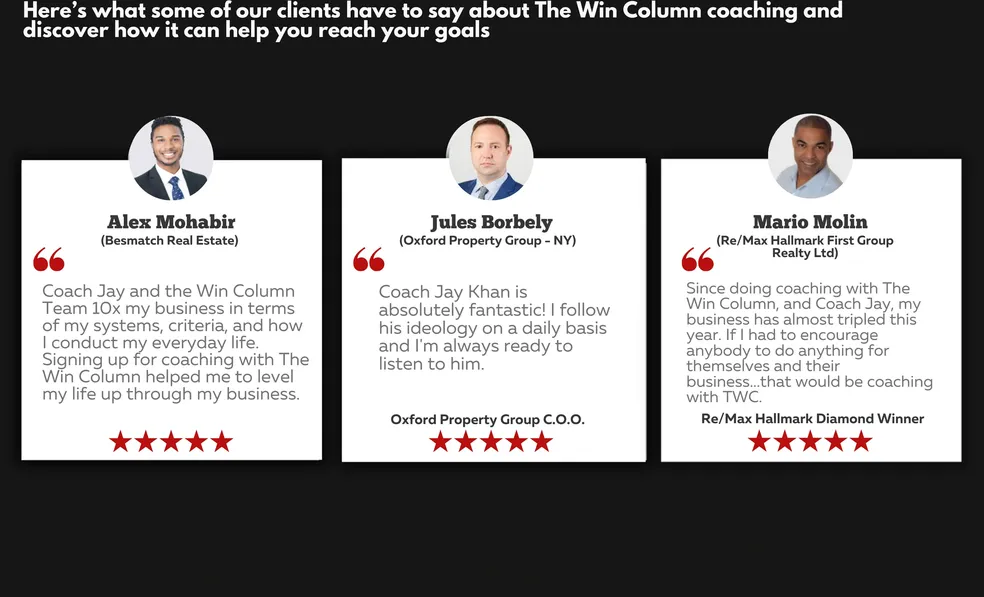 Here's what some of our clients have to say about The Win Column coaching and
discover how it can help you reach your goals
Alex Mohabir
(Besmatch Real Estate)
Coach Jay and the Win Column
Team 10x my business in terms
of my systems, criteria, and how
I conduct my everyday life.
Signing up for coaching with The
Win Column helped me to level
my life up through my business.
Jules Borbely
(Oxford Property Group - NY)
Coach Jay Khan is
absolutely fantastic! I follow
his ideology on a daily basis
and I'm always ready to
listen to him.
Oxford Property Group C.O.O.
Mario Molin
(Re/Max Hallmark First Group
Realty Ltd)
Since doing coaching with The
Win Column, and Coach Jay, my
business has almost tripled this
year. If I had to encourage
anybody to do anything for
themselves and their
business...that would be coaching
with TWC.
Re/Max Hallmark Diamond Winner